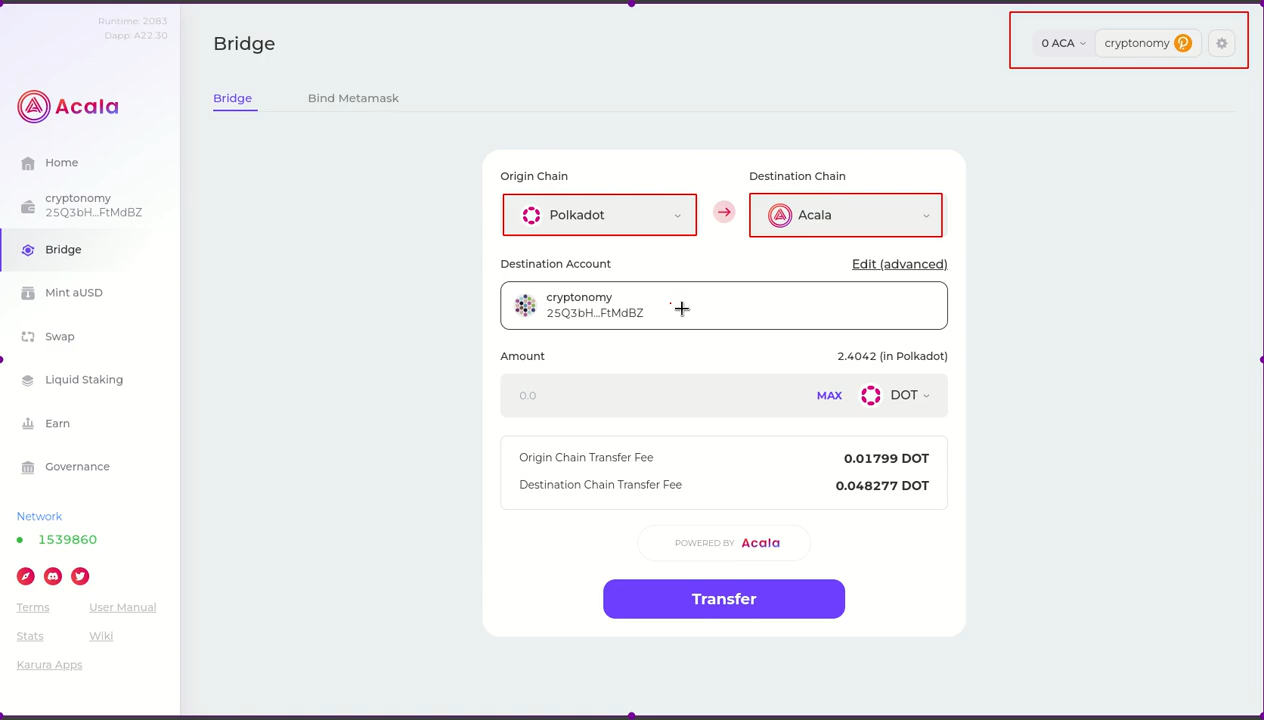 Runtime: 2083
Dapp: A22.30
Acala
Home
cryptonomy
25Q3bH...FtMdBZ
Bridge
Mint aUSD
Swap
Liquid Staking
Earn
Governance
Network
1539860
Terms User Manual
Stats Wiki
Karura Apps
Bridge
0 ACA cryptonomy
Bridge Bind Metamask
Origin Chain Destination Chain
Polkadot Acala
Destination Account Edit (advanced)
cryptonomy
25Q3bH...FtMdBZ
Amount 2.4042 (in Polkadot)
0.0 MAX DOT
Origin Chain Transfer Fee 0.01799 DOT
Destination Chain Transfer Fee 0.048277 DOT
POWERED BY Acala
Transfer